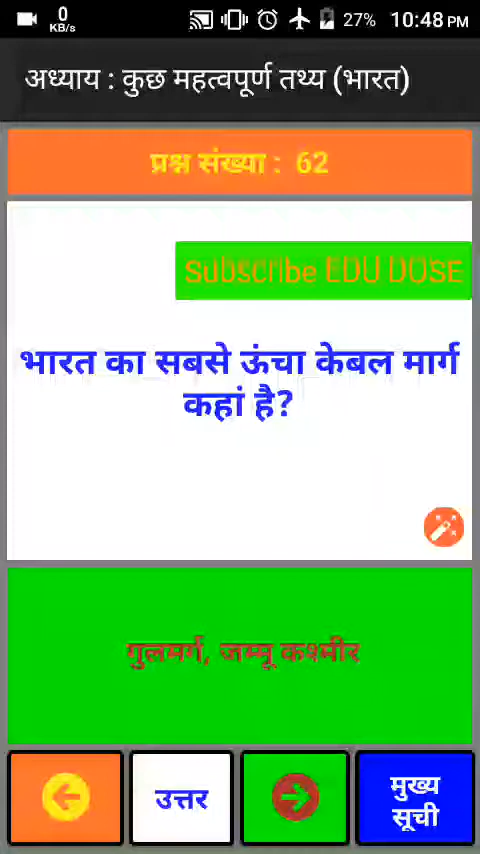 0
KB/s
27% 10:48 PM
अध्याय : कुछ महत्वपूर्ण तथ्य (भारत)
प्रश्न संख्या : 62
Subscribe EDU DOSE
भारत का सबसे ऊंचा केबल मार्ग
कहां है?
गुलमर्ग, जम्मू कश्मीर
उत्तर
मुख्य
सूची